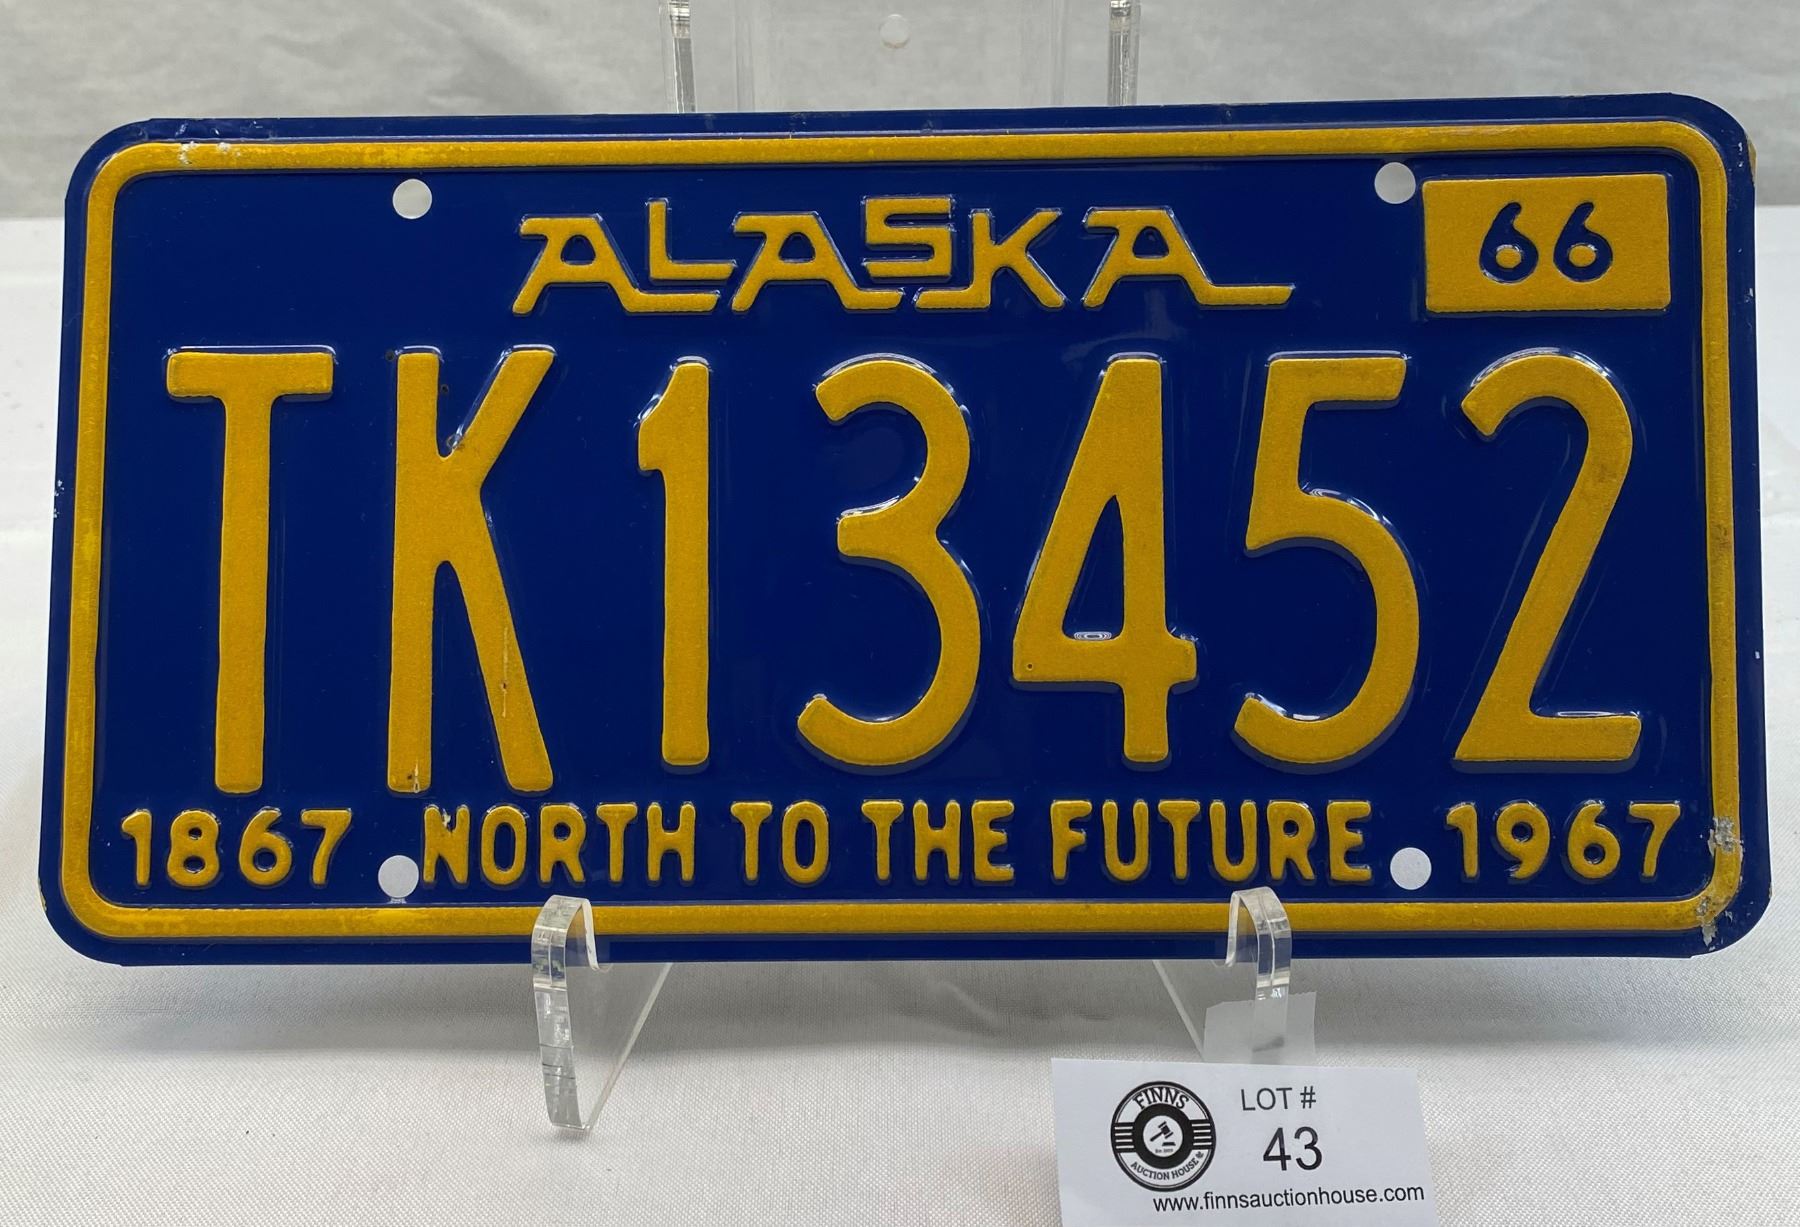 ALASKA 66
TK13452
1867 NORTH TO THE FUTURE 1967
FINNS
AUCTION HOUSE
LOT #
43
www.finnsauctionhouse.com